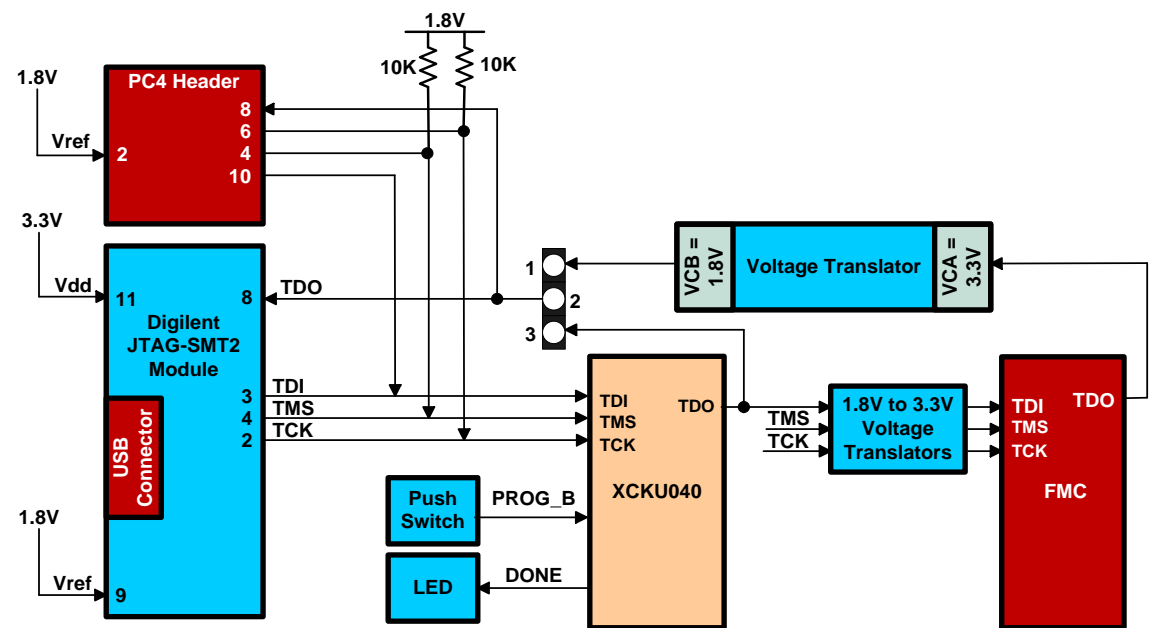 1.8V
10K
10K
1.8V
PC4 Header
8
6
4
10
Vref
2
3.3V
Vdd
11
8
TDO
Digilent
JTAG-SMT2
Module
3
TDI
4
TMS
2
TCK
USB
Connector
1.8V
Vref
9
1
2
3
VCB =
1.8V
Voltage Translator
VCA =
3.3V
TDI
TMS
TCK
TDO
XCKU040
Push
Switch
PROG_B
LED
DONE
TMS
TCK
1.8V to 3.3V
Voltage
Translators
TDI
TMS
TCK
TDO
FMC